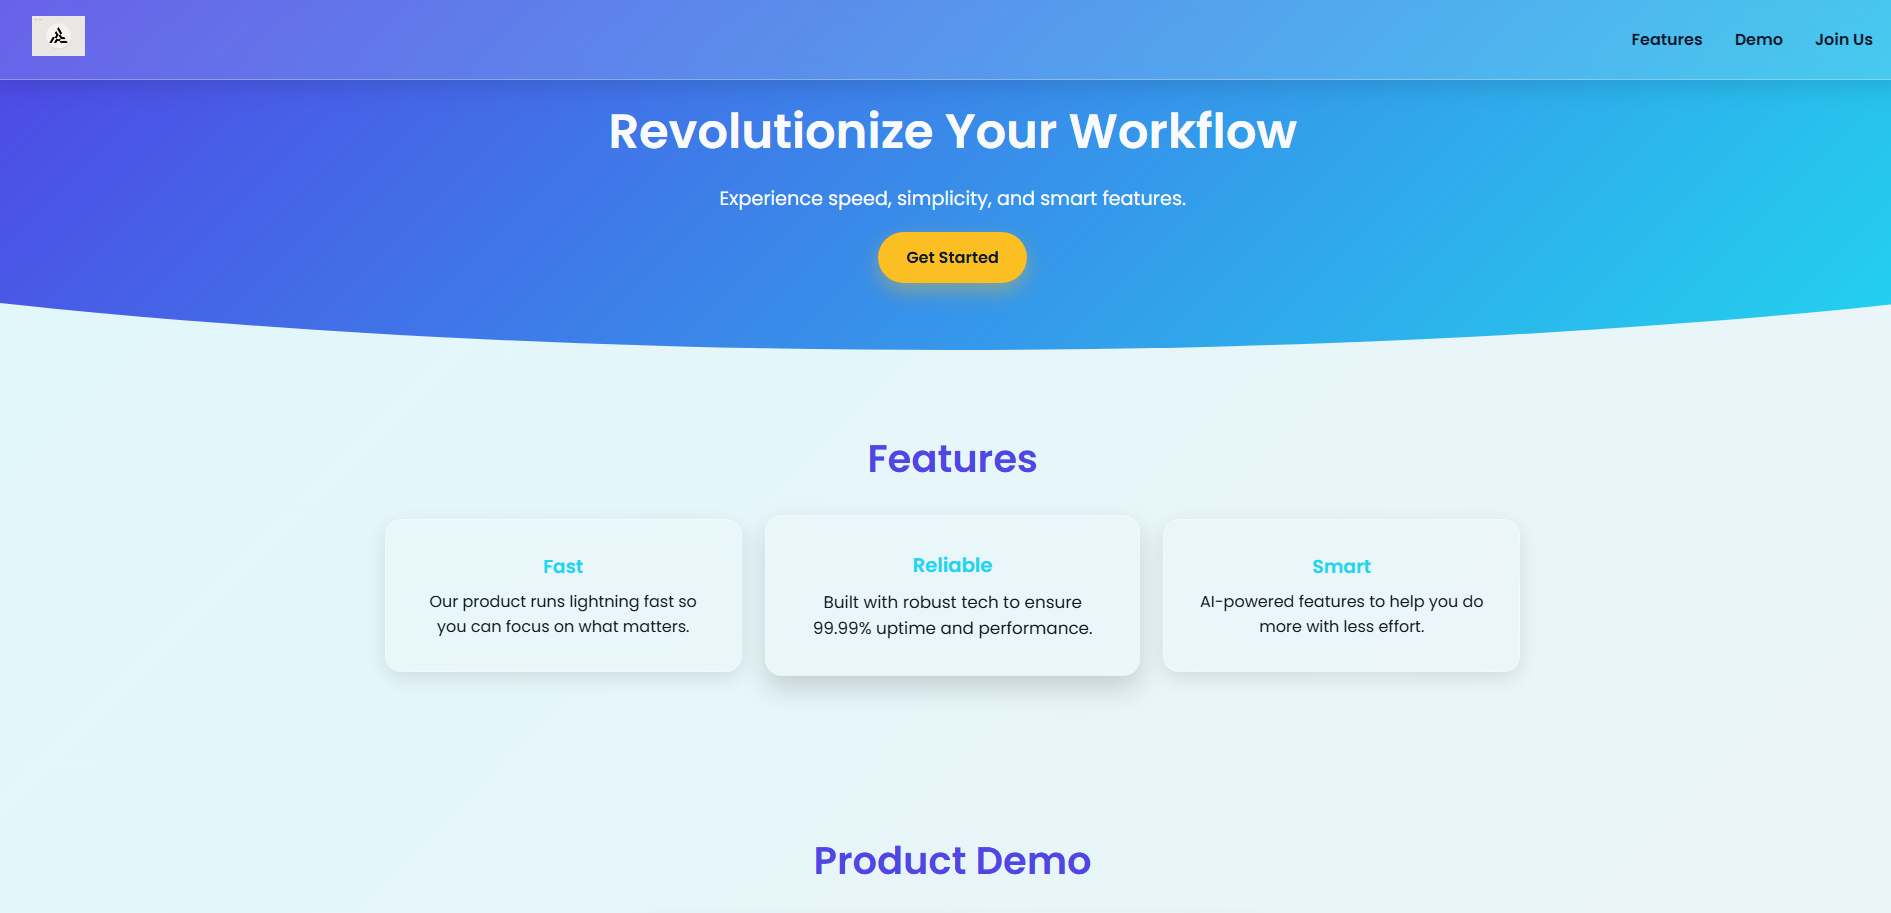 Features
Demo
Join Us
Revolutionize Your Workflow
Experience speed, simplicity, and smart features.
Get Started
Features
Fast
Our product runs lightning fast so
you can focus on what matters.
Reliable
Built with robust tech to ensure
99.99% uptime and performance.
Smart
AI-powered features to help you do
more with less effort.
Product Demo